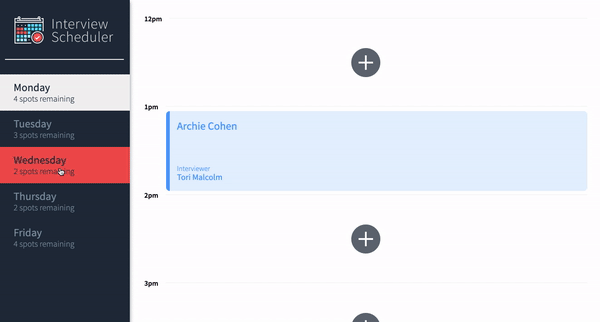 Interview
Scheduler
Monday
4 spots remaining
Tuesday
3 spots remaining
Wednesday
2 spots remaining
Thursday
2 spots remaining
Friday
4 spots remaining
12pm
1pm
Archie Cohen
Interviewer
Tori Malcolm
2pm
3pm